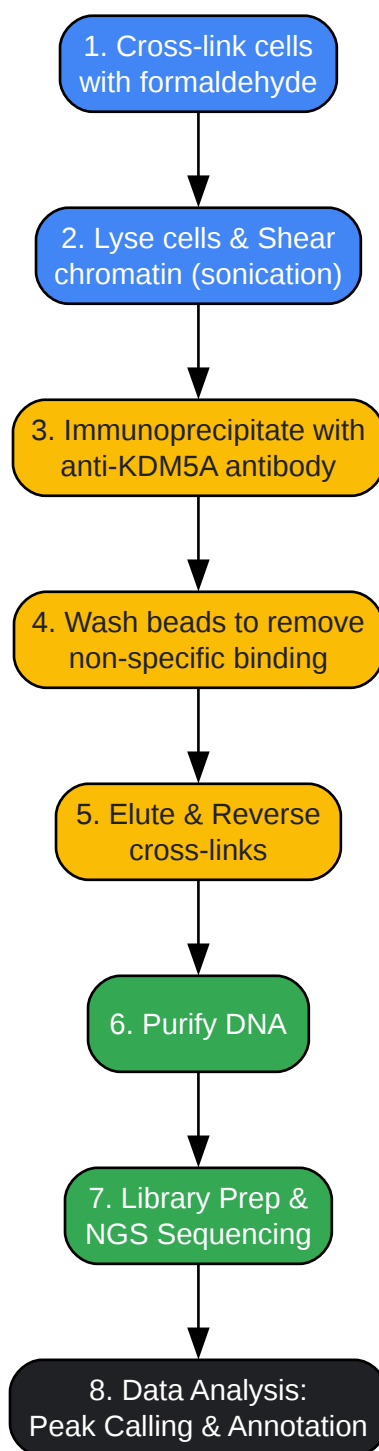 1. Cross-link cells
with formaldehyde
2. Lyse cells & Shear
chromatin (sonication)
3. Immunoprecipitate with
anti-KDM5A antibody
4. Wash beads to remove
non-specific binding
5. Elute & Reverse
cross-links
6. Purify DNA
7. Library Prep &
NGS Sequencing
8. Data Analysis:
Peak Calling & Annotation